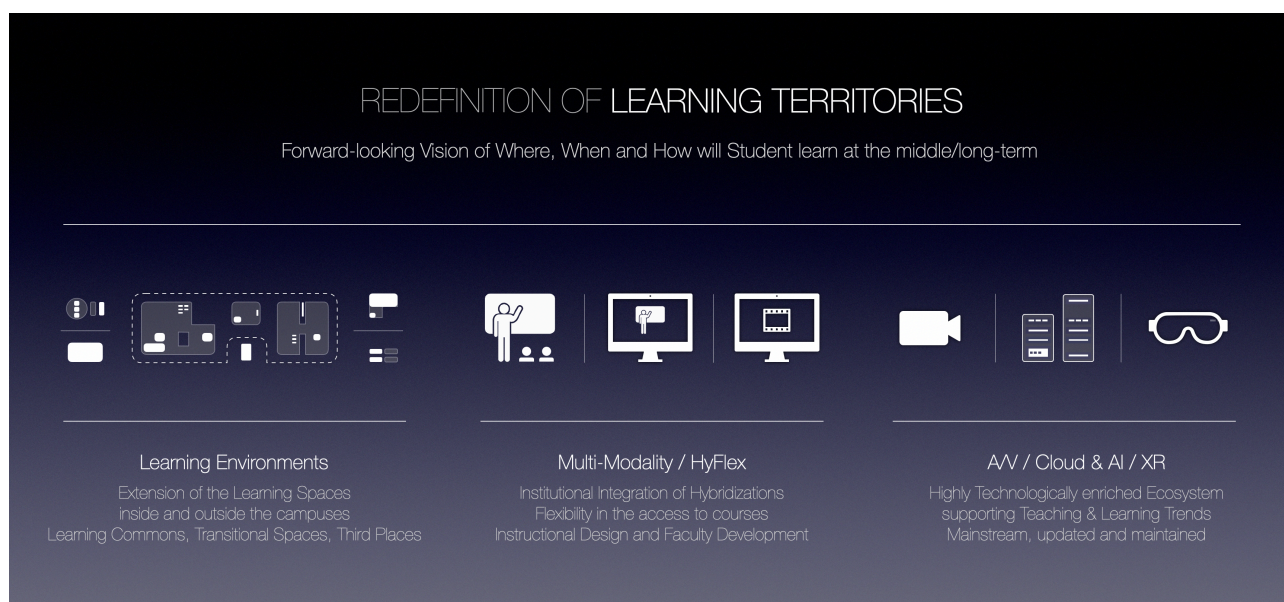 REDEFINITION OF LEARNING TERRITORIES
Forward-looking Vision of Where, When and How will Student learn at the middle/long-term
Learning Environments
Extension of the Learning Spaces
inside and outside the campuses
Learning Commons, Transitional Spaces, Third Places
Multi-Modality / HyFlex
Institutional Integration of Hybridizations
Flexibility in the access to courses
Instructional Design and Faculty Development
A/V / Cloud & AI / XR
Highly Technologically enriched Ecosystem
supporting Teaching & Learning Trends
Mainstream, updated and maintained